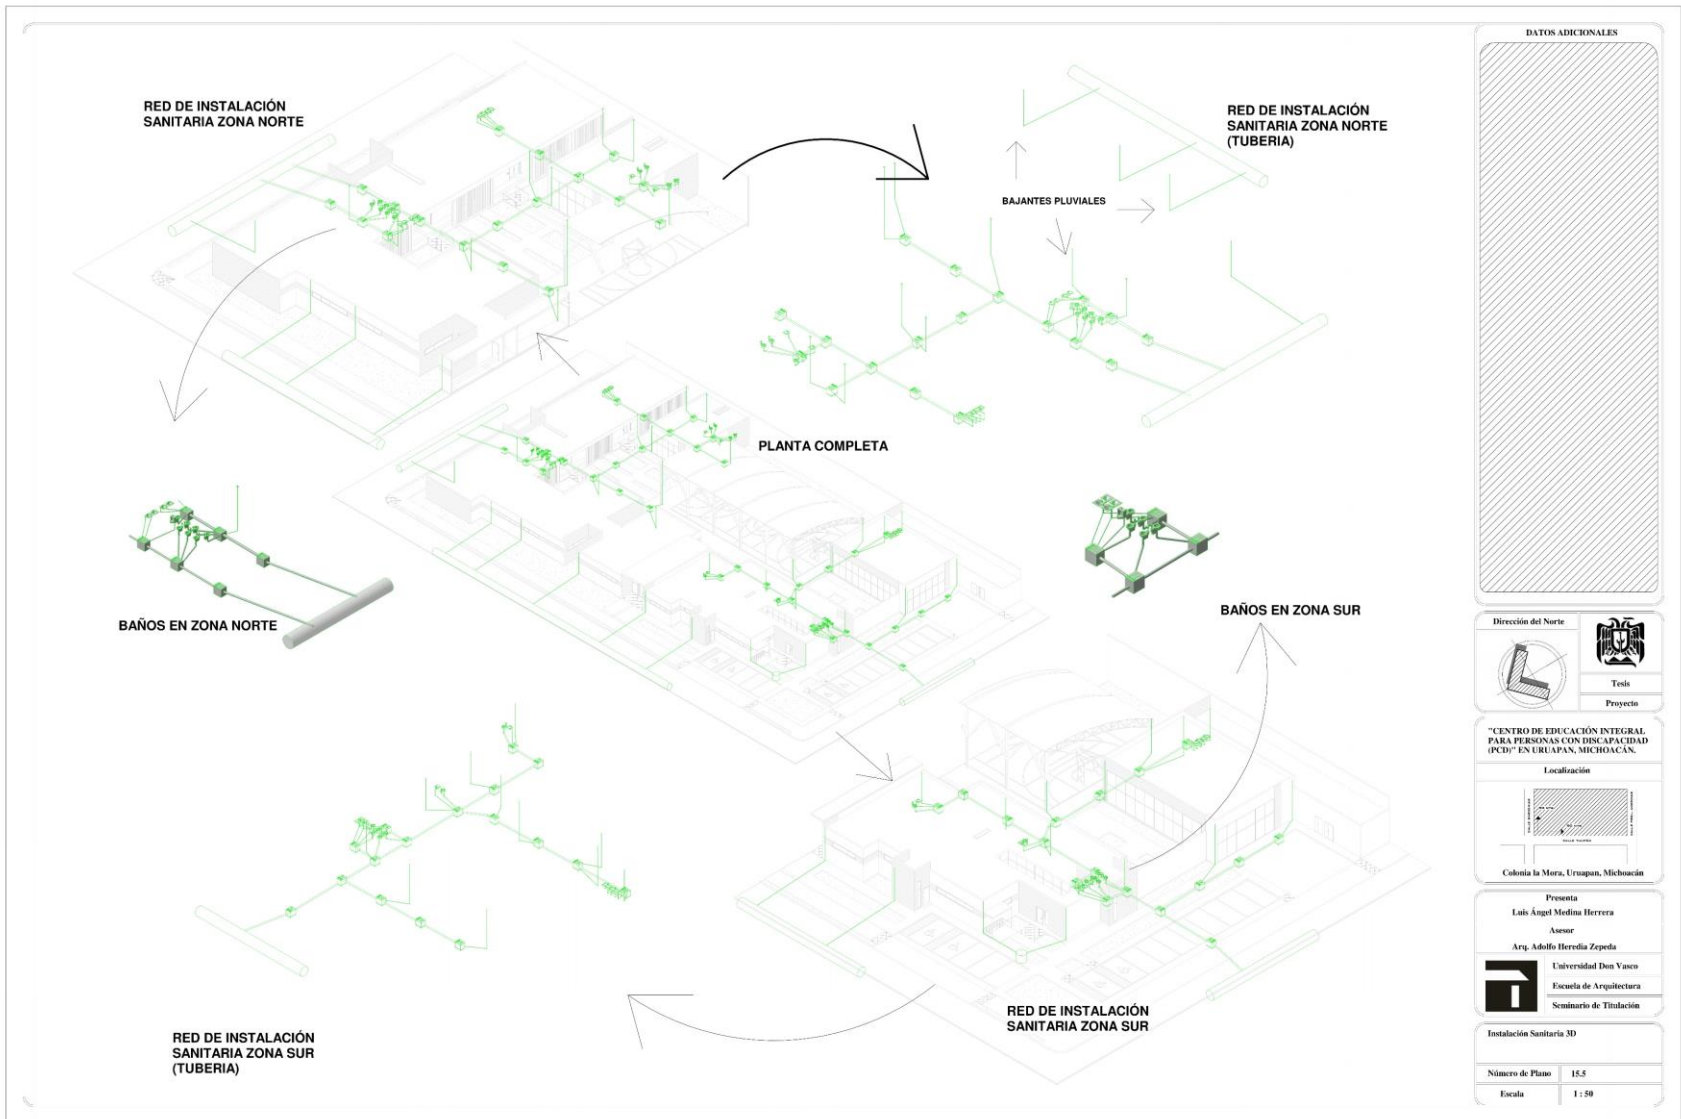 RED DE INSTALACIÓN
SANITARIA ZONA NORTE
RED DE INSTALACIÓN
SANITARIA ZONA NORTE
(TUBERIA)
BAJANTES PLUVIALES
PLANTA COMPLETA
BAÑOS EN ZONA NORTE
BAÑOS EN ZONA SUR
RED DE INSTALACIÓN
SANITARIA ZONA SUR
(TUBERIA)
RED DE INSTALACIÓN
SANITARIA ZONA SUR
DATOS ADICIONALES
Dirección del Norte
Tesis
Proyecto
"CENTRO DE EDUCACIÓN INTEGRAL
PARA PERSONAS CON DISCAPACIDAD
(PCD)" EN URUAPAN, MICHOACÁN.
Localización
Colonia la Mora, Uruapan, Michoacán
Presenta
Luis Ángel Medina Herrera
Asesor
Arq. Adolfo Heredia Zepeda
Universidad Don Vasco
Escuela de Arquitectura
Seminario de Titulación
Instalación Sanitaria 3D
Número de Plano 15.5
Escala 1 : 50